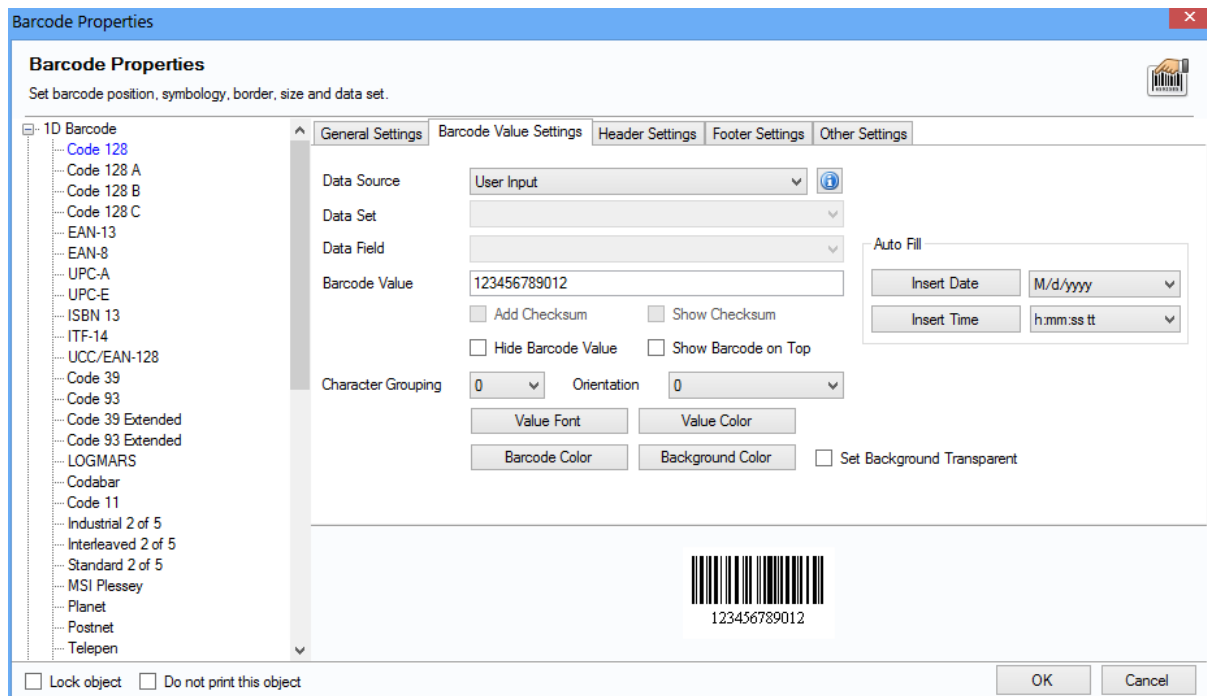 Barcode Properties
Barcode Properties
Set barcode position, symbology, border, size and data set.
1D Barcode
Code 128
Code 128 A
Code 128 B
Code 128 C
EAN-13
EAN-8
UPC-A
UPC-E
ISBN 13
ITF-14
UCC/EAN-128
Code 39
Code 93
Code 39 Extended
Code 93 Extended
LOGMARS
Codabar
Code 11
Industrial 2 of 5
Interleaved 2 of 5
Standard 2 of 5
MSI Plessey
Planet
Postnet
Telepen
General Settings Barcode Value Settings Header Settings Footer Settings Other Settings
Data Source User Input
Data Set
Data Field
Barcode Value 123456789012
Add Checksum Show Checksum
Hide Barcode Value Show Barcode on Top
Character Grouping 0 Orientation 0
Value Font Value Color
Barcode Color Background Color Set Background Transparent
Auto Fill
Insert Date M/d/yyyy
Insert Time h:mm:ss tt
123456789012
Lock object Do not print this object OK Cancel